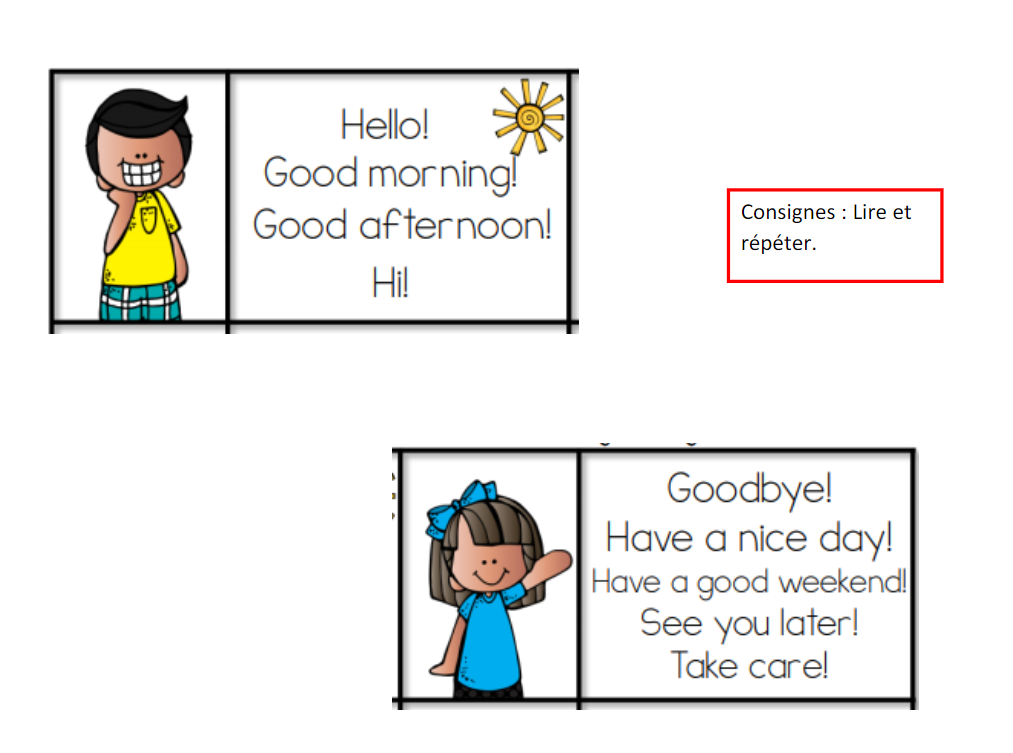 Hello!
Good morning!
Good afternoon!
Hi!
Consignes : Lire et
répéter.
Goodbye!
Have a nice day!
Have a good weekend!
See you later!
Take care!